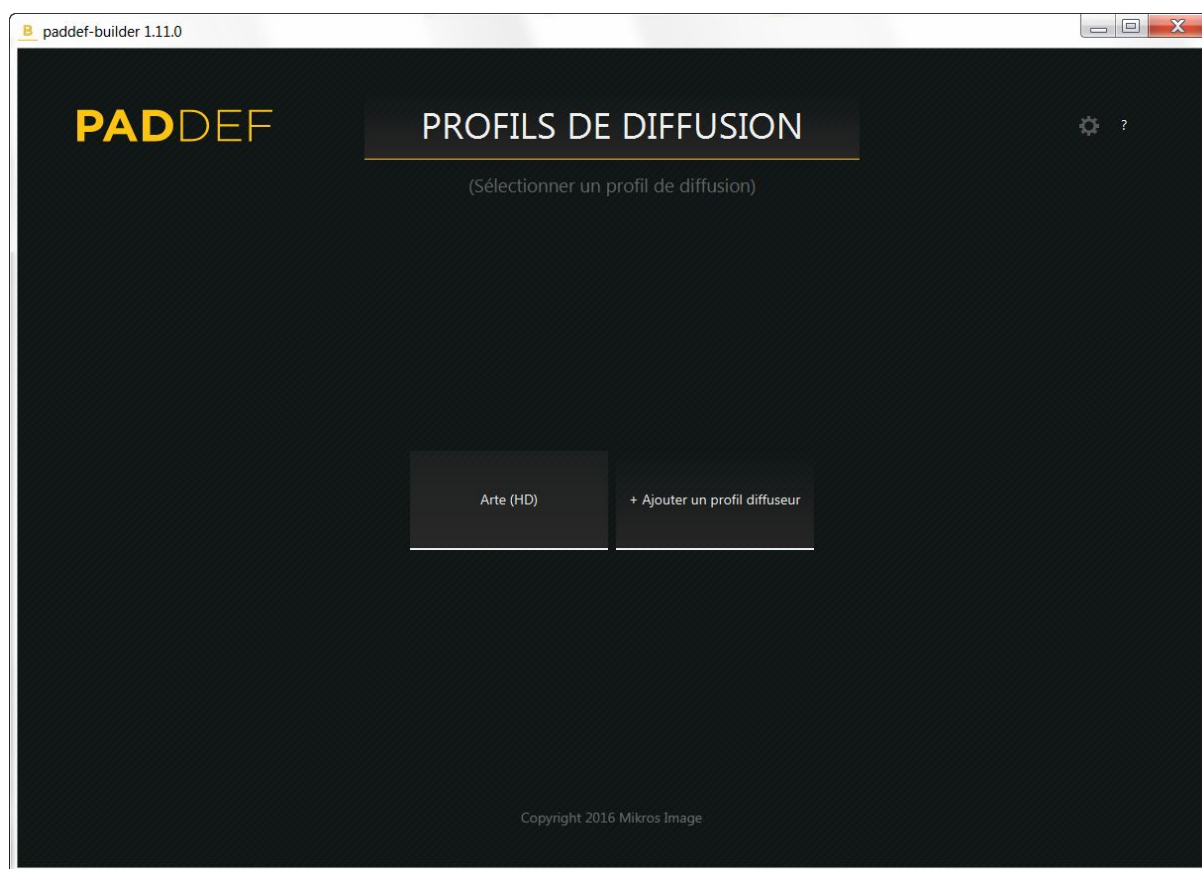 B paddef-builder 1.11.0
PADDEF
PROFILS DE DIFFUSION
?
(Sélectionner un profil de diffusion)
Arte (HD)
+ Ajouter un profil diffuseur
Copyright 2016 Mikros Image